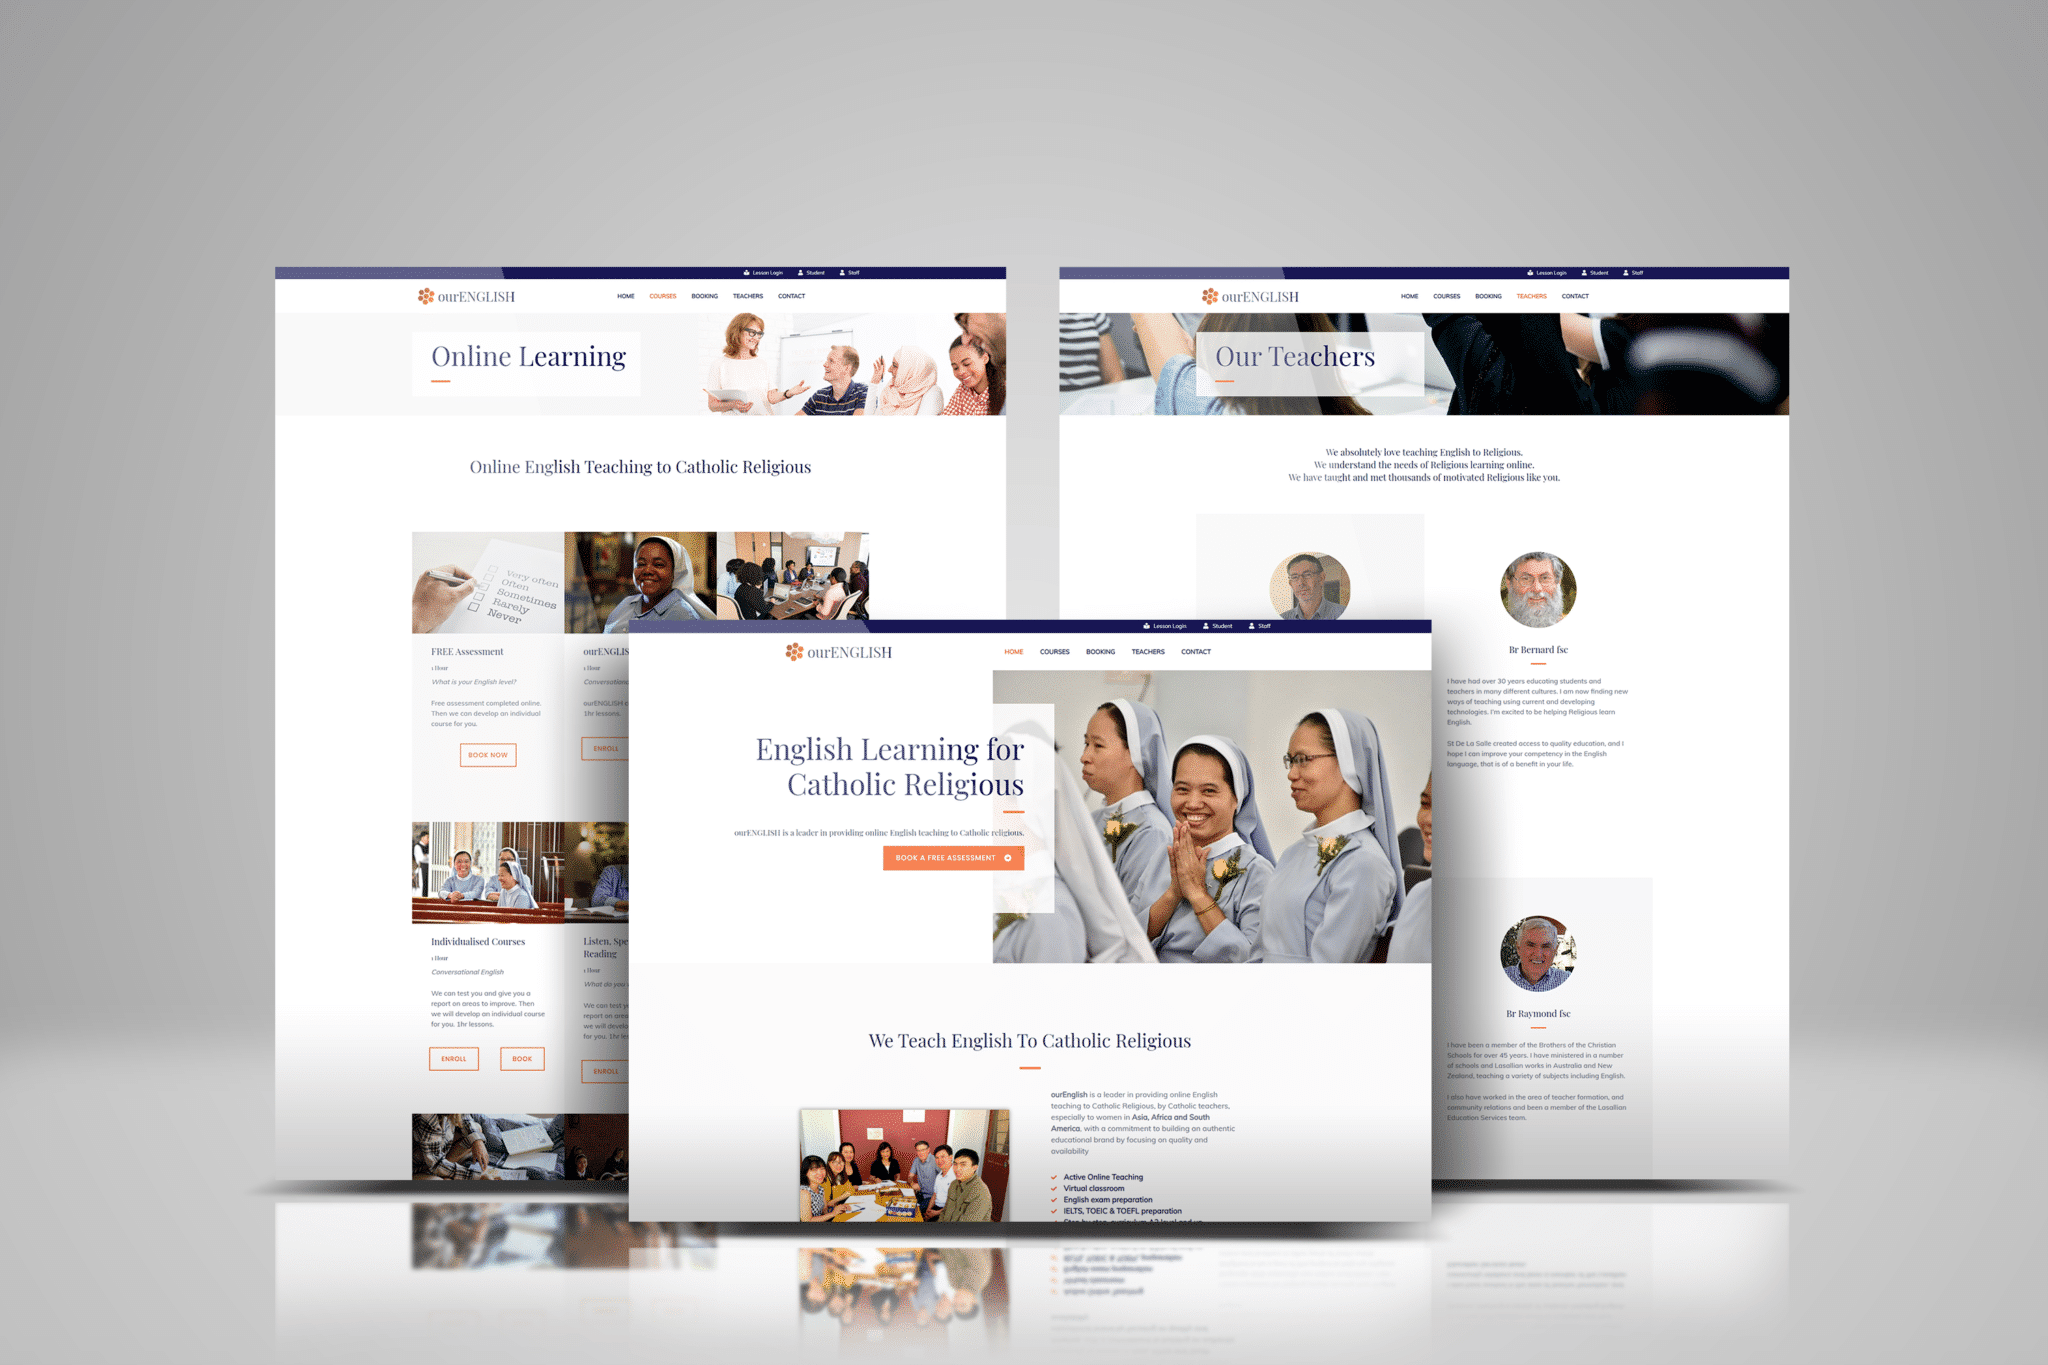 Lesson Login Student Staff
ourENGLISH
HOME COURSES BOOKING TEACHERS CONTACT
Online Learning
Online English Teaching to Catholic Religious
Very often
Often
Sometimes
Rarely
Never
FREE Assessment
1 Hour
What is your English level?
Free assessment completed online.
Then we can develop an individual
course for you.
BOOK NOW
ourENGLIS
1 Hour
Conversationa
ourENGLISH
1hr lessons.
ENROLL
Individualised Courses
1 Hour
Conversational English
We can test you and give you a
report on areas to improve. Then
we will develop an individual course
for you. 1hr lessons.
ENROLL BOOK
Listen, Spe
Reading
1 Hour
What do you
We can test y
report on area
we will develo
for you. 1hr le
ENROLL
Lesson Login Student Staff
ourENGLISH
HOME COURSES BOOKING TEACHERS CONTACT
Our Teachers
We absolutely love teaching English to Religious.
We understand the needs of Religious learning online.
We have taught and met thousands of motivated Religious like you.
Br Bernard fsc
I have had over 30 years educating students and
teachers in many different cultures. I am now finding new
ways of teaching using current and developing
technologies. I'm excited to be helping Religious learn
English.
St De La Salle created access to quality education, and I
hope I can improve your competency in the English
language, that is of a benefit in your life.
Br Raymond fsc
I have been a member of the Brothers of the Christian
Schools for over 45 years. I have ministered in a number
of schools and Lasallian works in Australia and New
Zealand, teaching a variety of subjects including English.
I also have worked in the area of teacher formation, and
community relations and been a member of the Lasallian
Education Services team.
Lesson Login Student Staff
ourENGLISH
HOME COURSES BOOKING TEACHERS CONTACT
English Learning for
Catholic Religious
ourENGLISH is a leader in providing online English teaching to Catholic religious.
BOOK A FREE ASSESSMENT
We Teach English To Catholic Religious
ourEnglish is a leader in providing online English
teaching to Catholic Religious, by Catholic teachers,
especially to women in Asia, Africa and South
America, with a commitment to building an authentic
educational brand by focusing on quality and
availability
Active Online Teaching
Virtual classroom
English exam preparation
IELTS, TOEIC & TOEFL preparation